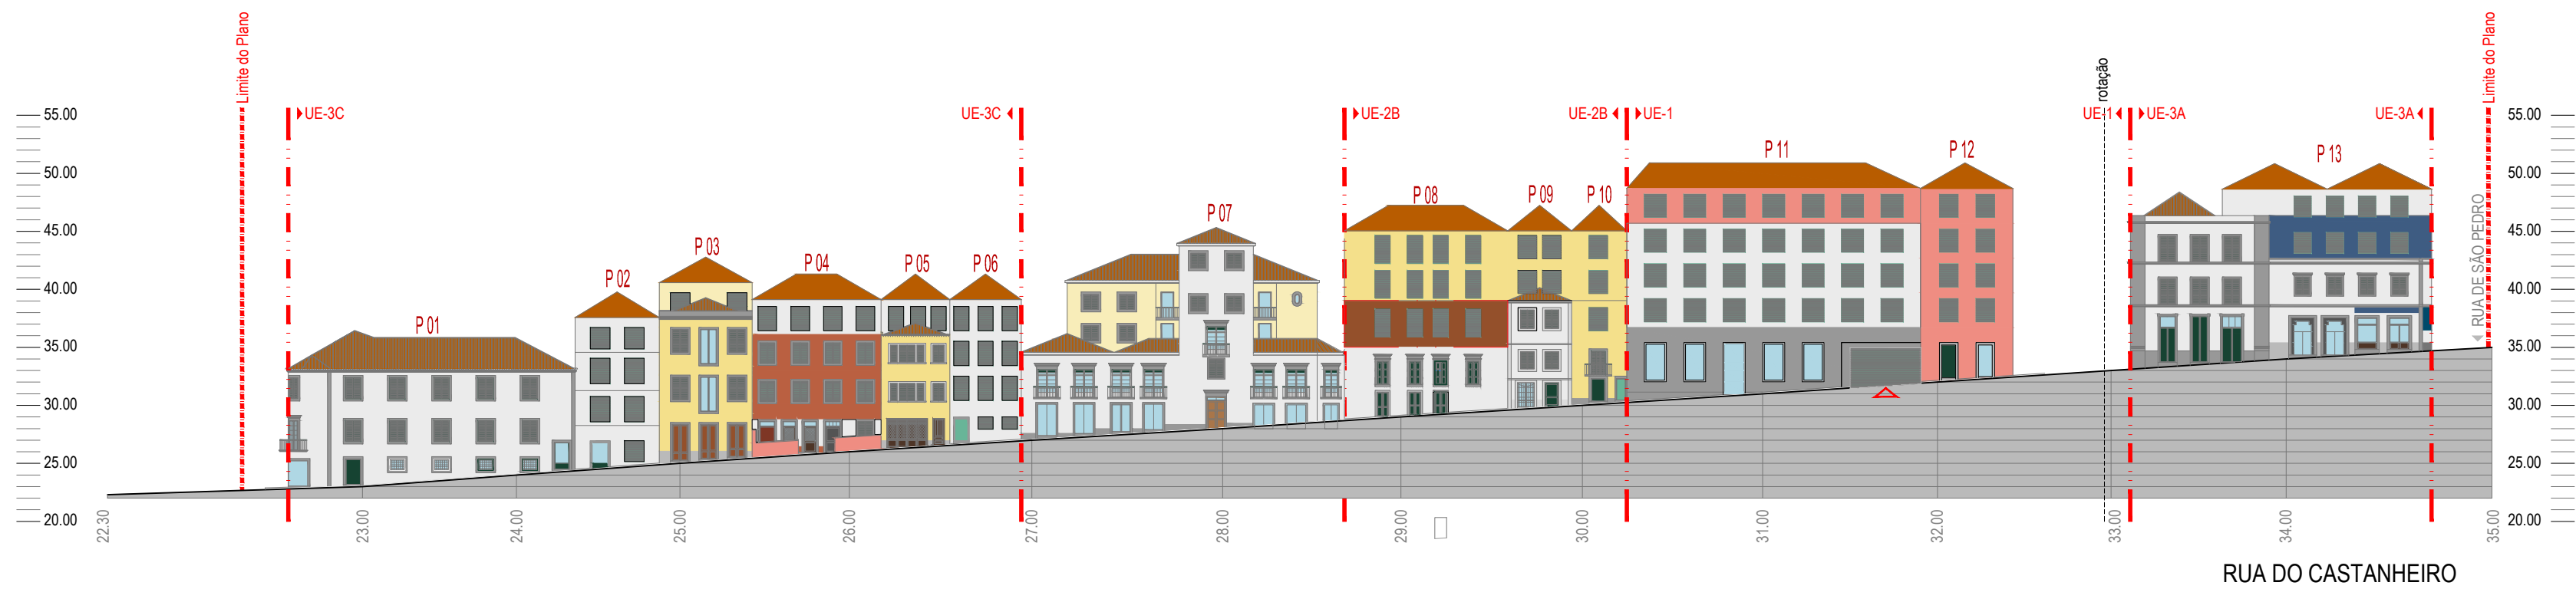 Limite do Plano
Limite do Plano
rotação
55.00
UE-3C
UE-3C
UE-2B
UE-2B
UE-1
UE-1
UE-3A
UE-3A
55.00
50.00
P 11
P 12
P 13
50.00
45.00
P 03
P 07
P 08
P 09
P 10
45.00
40.00
P 02
P 04
P 05
P 06
40.00
RUA DE SÃO PEDRO
35.00
P 01
35.00
30.00
30.00
25.00
25.00
20.00
20.00
22.30
23.00
24.00
25.00
26.00
27.00
28.00
29.00
30.00
31.00
32.00
33.00
34.00
35.00
RUA DO CASTANHEIRO